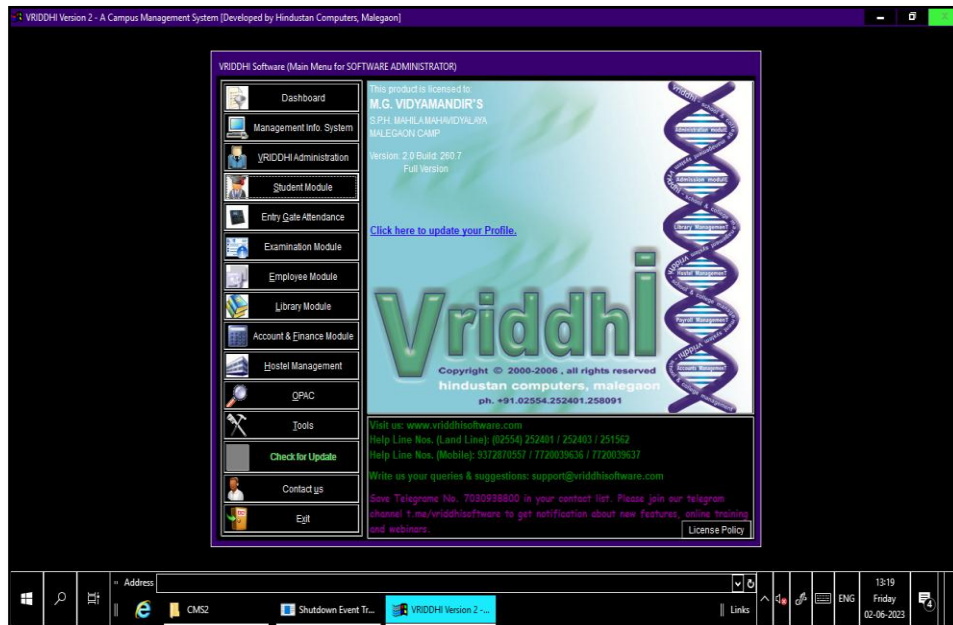 VRIDDHI Version 2 - A Campus Management System [Developed by Hindustan Computers, Malegaon]
VRIDDHI Software (Main Menu for SOFTWARE ADMINISTRATOR)
Dashboard
Management Info. System
VRIDDHI Administration
Student Module
Entry Gate Attendance
Examination Module
Employee Module
Library Module
Account & Finance Module
Hostel Management
OPAC
Tools
Check for Update
Contact us
Exit
This product is licensed to:
M.G. VIDYAMANDIR'S
S.P.H. MAHILA MAHAVIDYALAYA
MALEGAON CAMP
Version: 2.0 Build: 260.7
Full Version
Click here to update your Profile.
Vriddhi
Copyright © 2000-2006 , all rights reserved
hindustan computers, malegaon
ph. +91.02554.252401.258091
Administration module
Admission module
Library Management
Hostel Management
Payroll Management
Accounts Management
Visit us: www.vriddhisoftware.com
Help Line Nos. (Land Line): (02554) 252401 / 252403 / 251562
Help Line Nos. (Mobile): 9372870557 / 7720039636 / 7720039637
Write us your queries & suggestions: support@vriddhisoftware.com
Save Telegrame No. 7030938800 in your contact list. Please join our telegram
channel t.me/vriddhisoftware to get notification about new features, online training
and webinars.
License Policy
Address
Links
CMS2
Shutdown Event Tr...
VRIDDHI Version 2 -...
ENG
13:19
Friday
02-06-2023
4